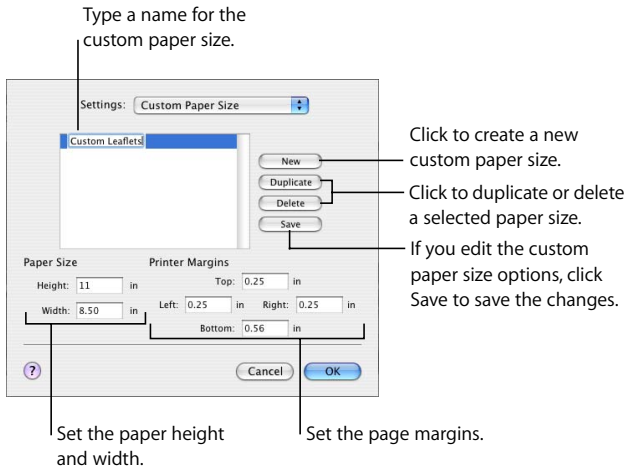 Type a name for the
custom paper size.
Settings: Custom Paper Size
Custom Leaflets
New
Duplicate
Delete
Save
Click to create a new
custom paper size.
Click to duplicate or delete
a selected paper size.
If you edit the custom
paper size options, click
Save to save the changes.
Paper Size
Height: 11 in
Width: 8.50 in
Printer Margins
Top: 0.25 in
Left: 0.25 in Right: 0.25 in
Bottom: 0.56 in
?
Cancel OK
Set the paper height
and width.
Set the page margins.